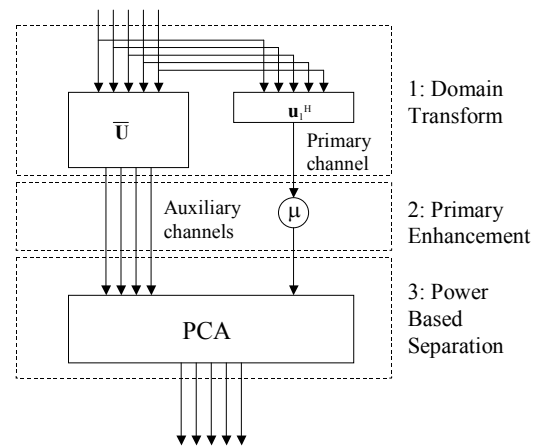 1: Domain
Transform
U̅
u₁ᴴ
Primary
channel
Auxiliary
channels
μ
2: Primary
Enhancement
3: Power
Based
Separation
PCA